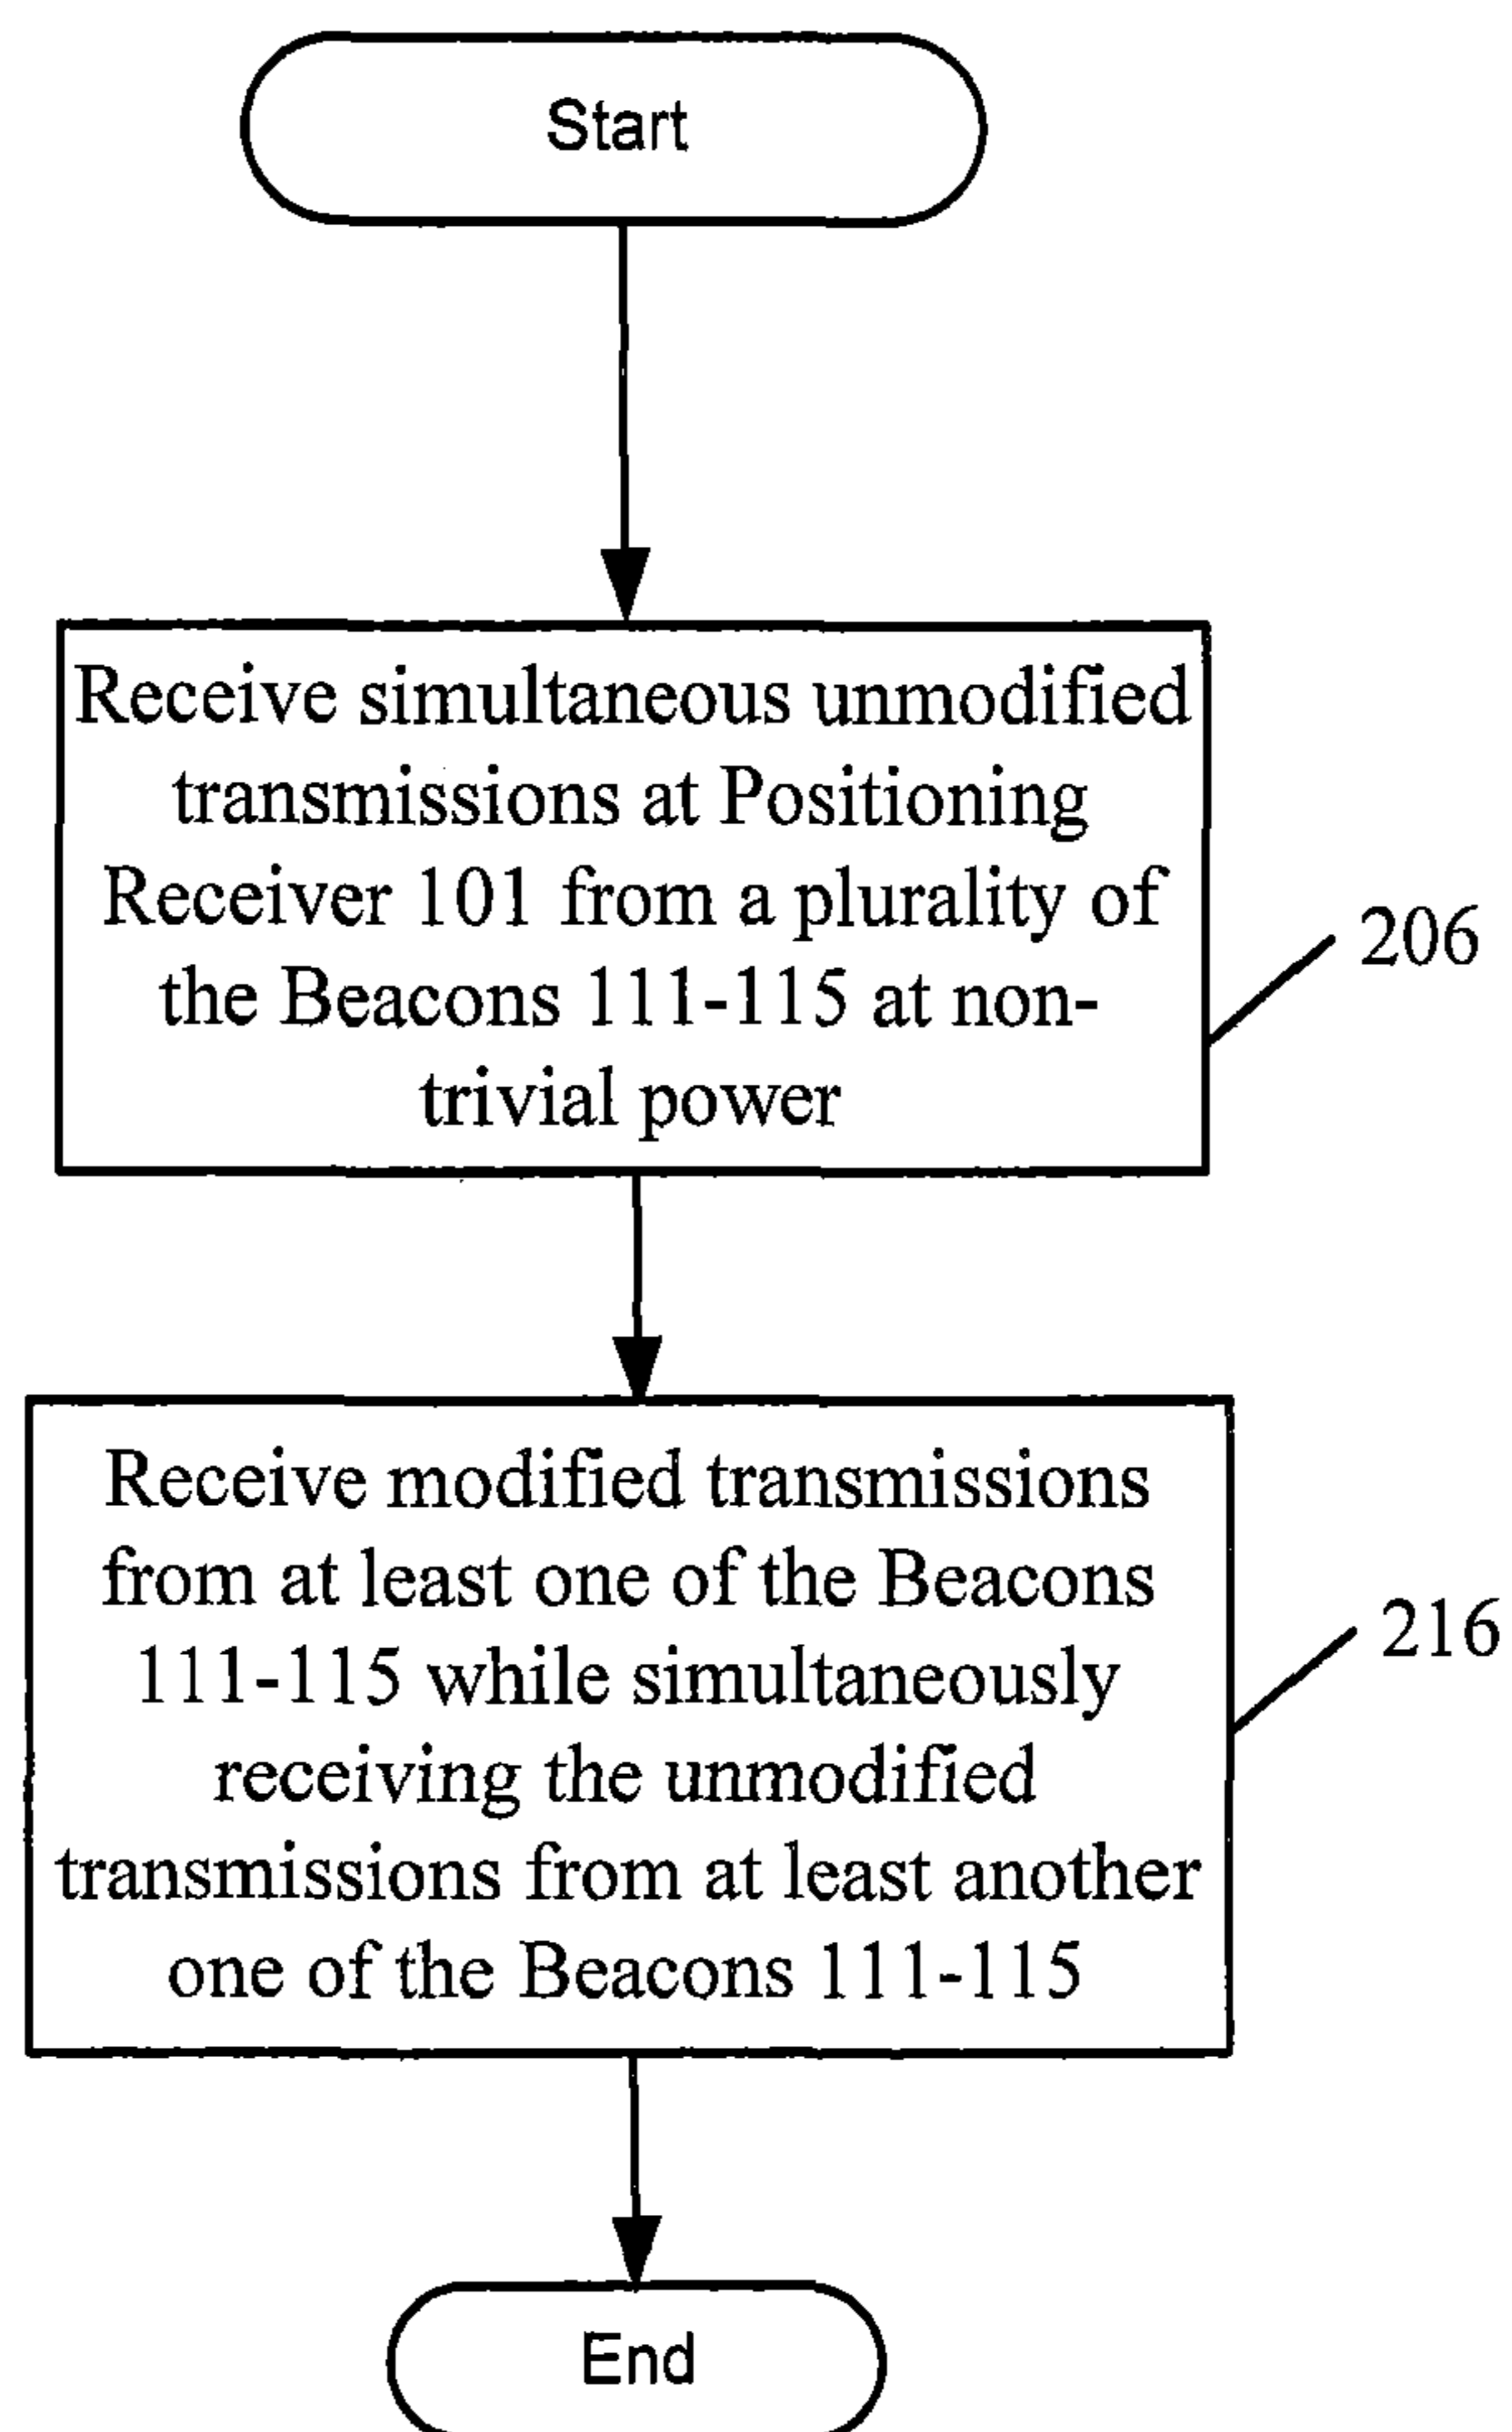 Start
Receive simultaneous unmodified
transmissions at Positioning
Receiver 101 from a plurality of
the Beacons 111-115 at non-
trivial power
206
Receive modified transmissions
from at least one of the Beacons
111-115 while simultaneously
receiving the unmodified
transmissions from at least another
one of the Beacons 111-115
216
End